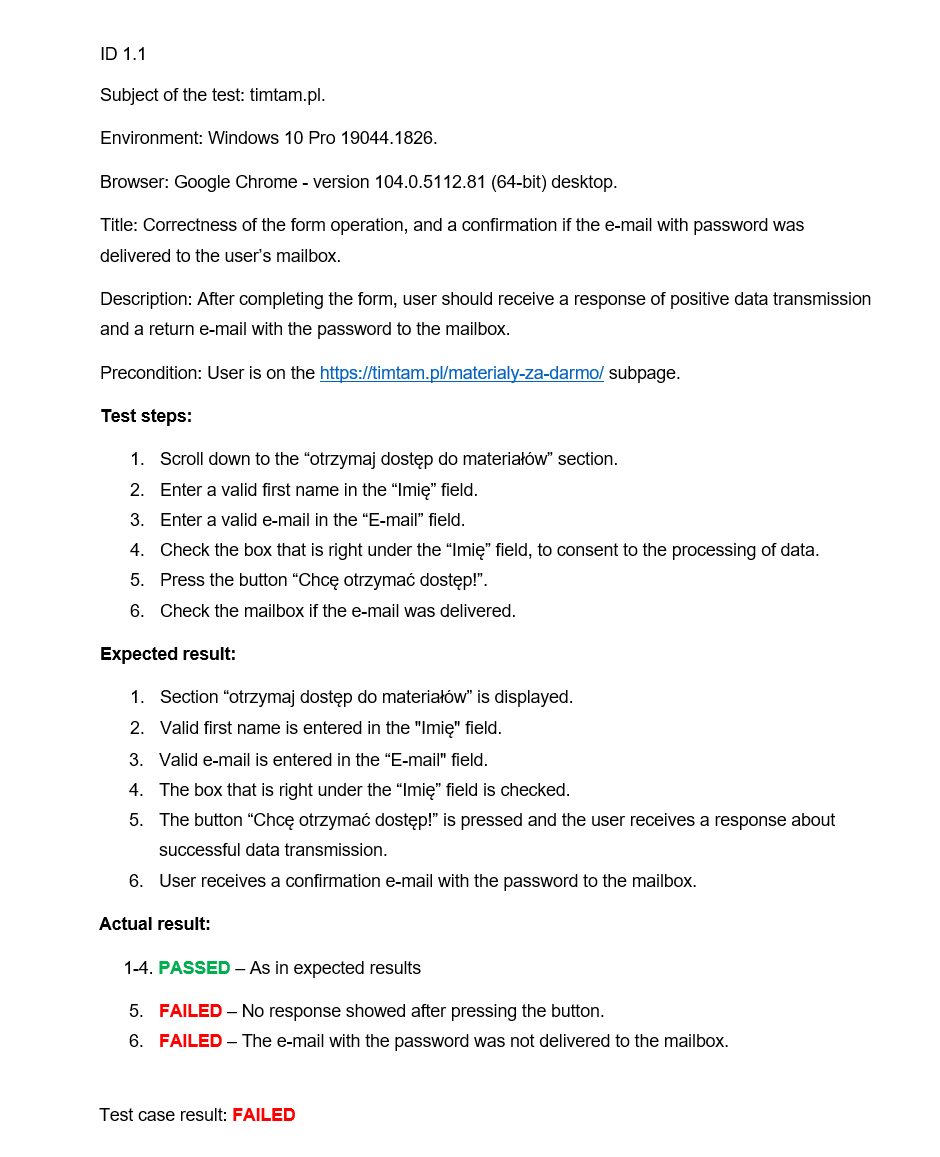 ID 1.1
Subject of the test: timtam.pl.
Environment: Windows 10 Pro 19044.1826.
Browser: Google Chrome - version 104.0.5112.81 (64-bit) desktop.
Title: Correctness of the form operation, and a confirmation if the e-mail with password was
delivered to the user’s mailbox.
Description: After completing the form, user should receive a response of positive data transmission
and a return e-mail with the password to the mailbox.
Precondition: User is on the https://timtam.pl/materialy-za-darmo/ subpage.
Test steps:
1. Scroll down to the “otrzymaj dostęp do materiałów” section.
2. Enter a valid first name in the “Imię” field.
3. Enter a valid e-mail in the “E-mail” field.
4. Check the box that is right under the “Imię” field, to consent to the processing of data.
5. Press the button “Chcę otrzymać dostęp!”.
6. Check the mailbox if the e-mail was delivered.
Expected result:
1. Section “otrzymaj dostęp do materiałów” is displayed.
2. Valid first name is entered in the "Imię" field.
3. Valid e-mail is entered in the “E-mail" field.
4. The box that is right under the “Imię” field is checked.
5. The button “Chcę otrzymać dostęp!” is pressed and the user receives a response about
successful data transmission.
6. User receives a confirmation e-mail with the password to the mailbox.
Actual result:
1-4. PASSED – As in expected results
5. FAILED – No response showed after pressing the button.
6. FAILED – The e-mail with the password was not delivered to the mailbox.
Test case result: FAILED